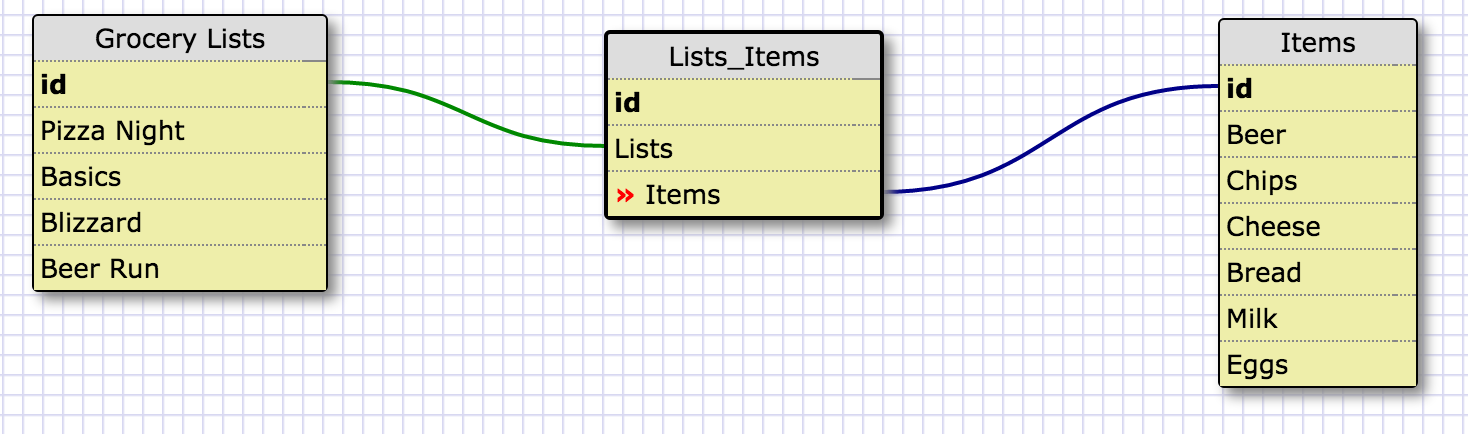 Grocery Lists
id
Pizza Night
Basics
Blizzard
Beer Run
Lists_Items
id
Lists
» Items
Items
id
Beer
Chips
Cheese
Bread
Milk
Eggs